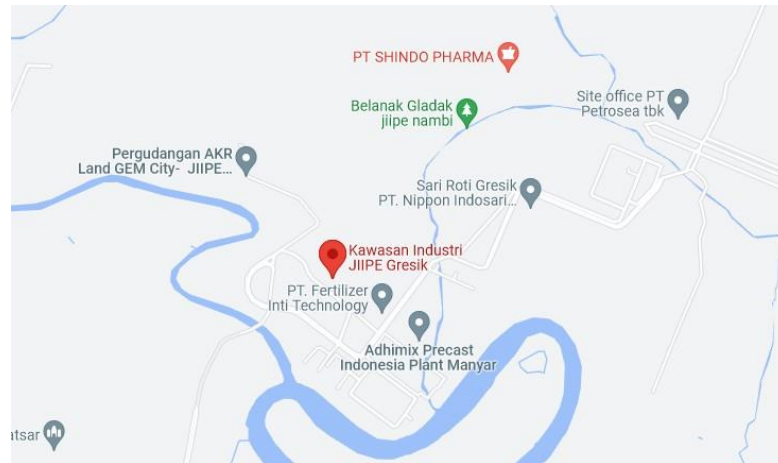 PT SHINDO PHARMA
Belanak Gladak
jiipe nambi
Site office PT
Petrosea tbk
Pergudangan AKR
Land GEM City- JIIPE...
Sari Roti Gresik
PT. Nippon Indosari...
Kawasan Industri
JIIPE Gresik
PT. Fertilizer
Inti Technology
Adhimix Precast
Indonesia Plant Manyar
atsar